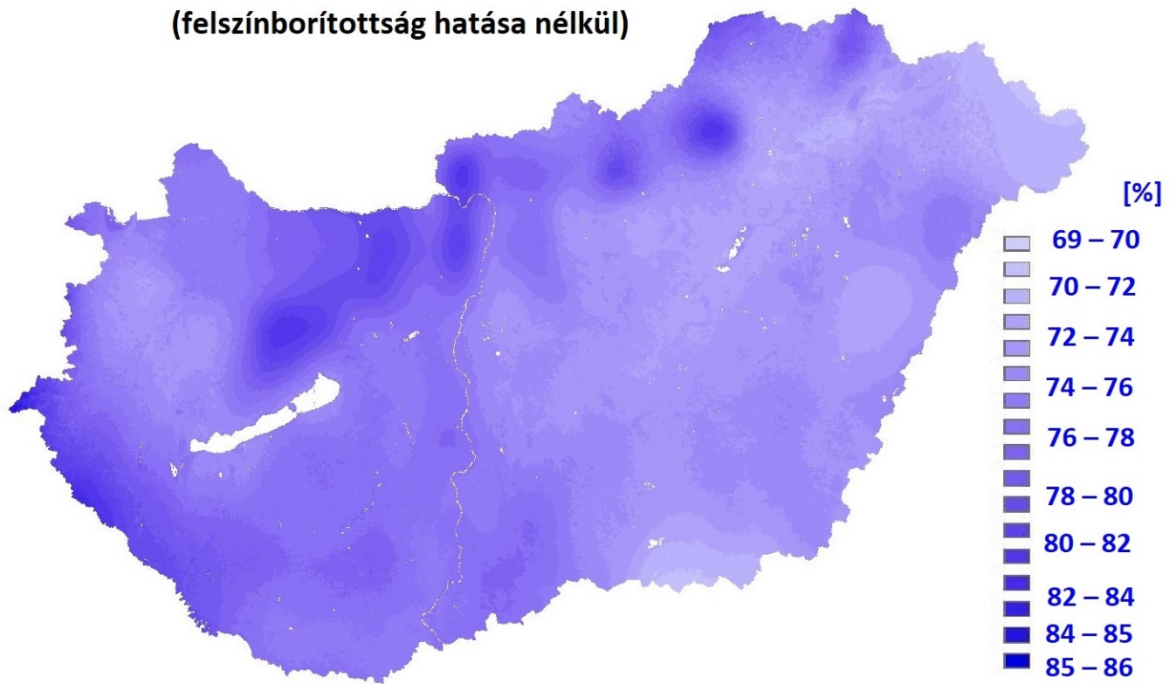 (felszínborítottság hatása nélkül)
[%]
69 – 70
70 – 72
72 – 74
74 – 76
76 – 78
78 – 80
80 – 82
82 – 84
84 – 85
85 – 86